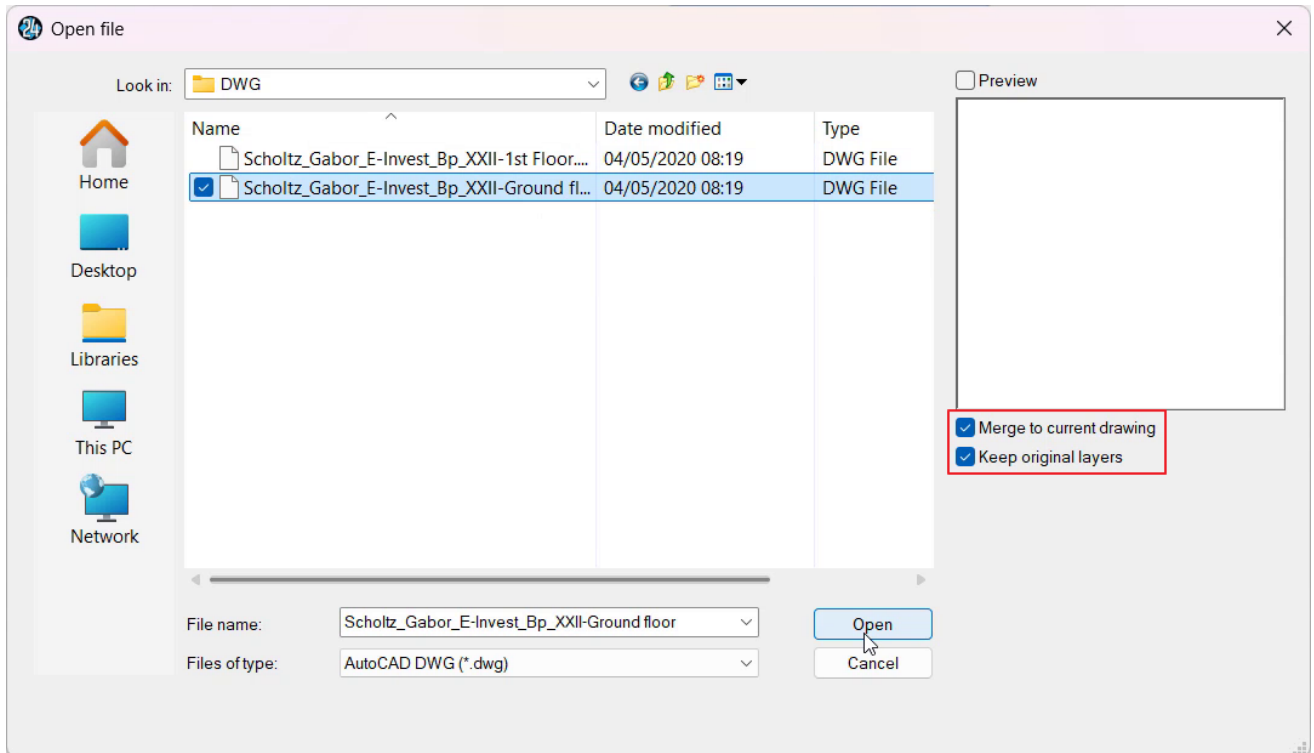 Open file
Look in: DWG
Preview
Name Date modified Type
Scholtz_Gabor_E-Invest_Bp_XXII-1st Floor.... 04/05/2020 08:19 DWG File
Scholtz_Gabor_E-Invest_Bp_XXII-Ground fl... 04/05/2020 08:19 DWG File
Home
Desktop
Libraries
This PC
Network
Merge to current drawing
Keep original layers
File name: Scholtz_Gabor_E-Invest_Bp_XXII-Ground floor Open
Files of type: AutoCAD DWG (*.dwg) Cancel